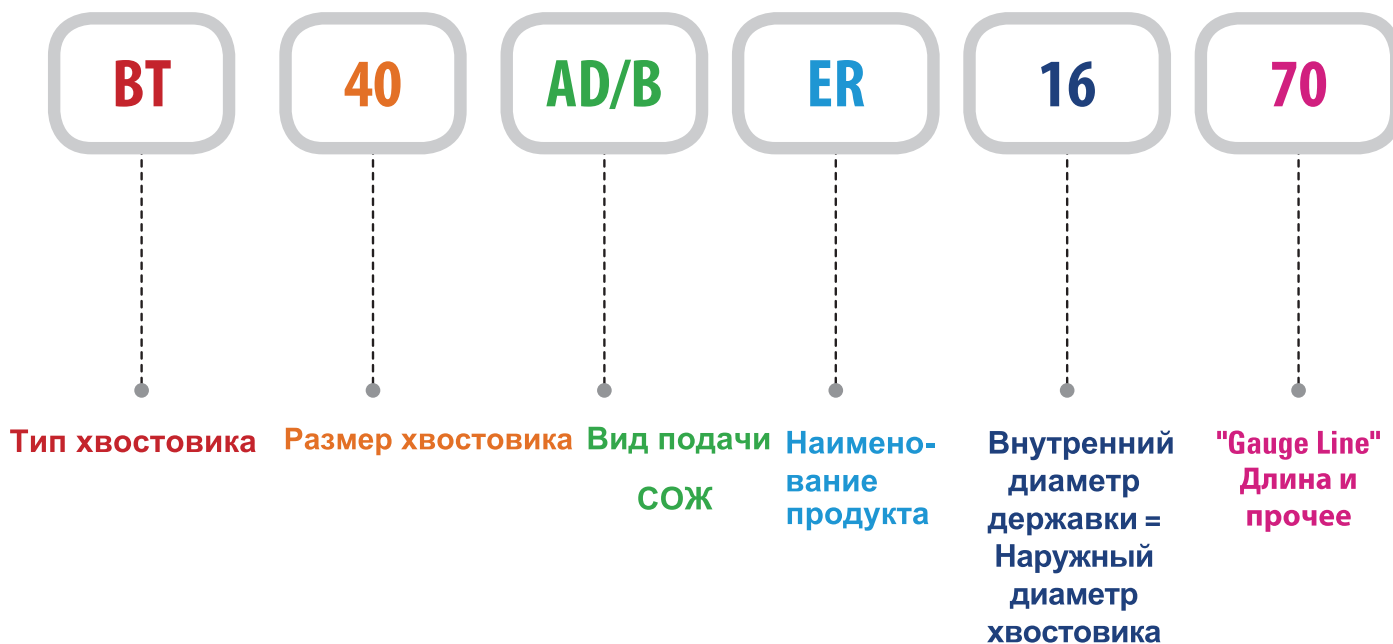 BT
40
AD/B
ER
16
70
Тип хвостовика
Размер хвостовика
Вид подачи
СОЖ
Наимено-
вание
продукта
Внутренний
диаметр
державки =
Наружный
диаметр
хвостовика
"Gauge Line"
Длина и
прочее